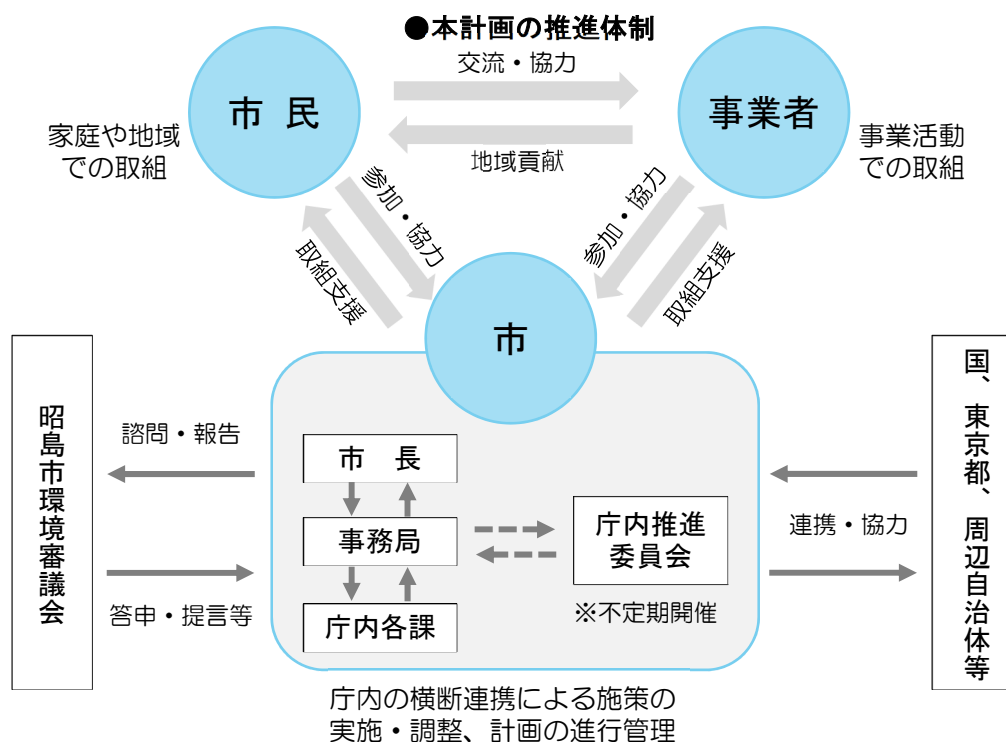 ●本計画の推進体制
交流・協力
市 民
事業者
家庭や地域
での取組
地域貢献
事業活動
での取組
参加・協力
取組支援
参加・協力
取組支援
市
昭島市環境審議会
諮問・報告
答申・提言等
市 長
事務局
庁内各課
庁内推進
委員会
※不定期開催
連携・協力
国、東京都、周辺自治体等
庁内の横断連携による施策の
実施・調整、計画の進行管理